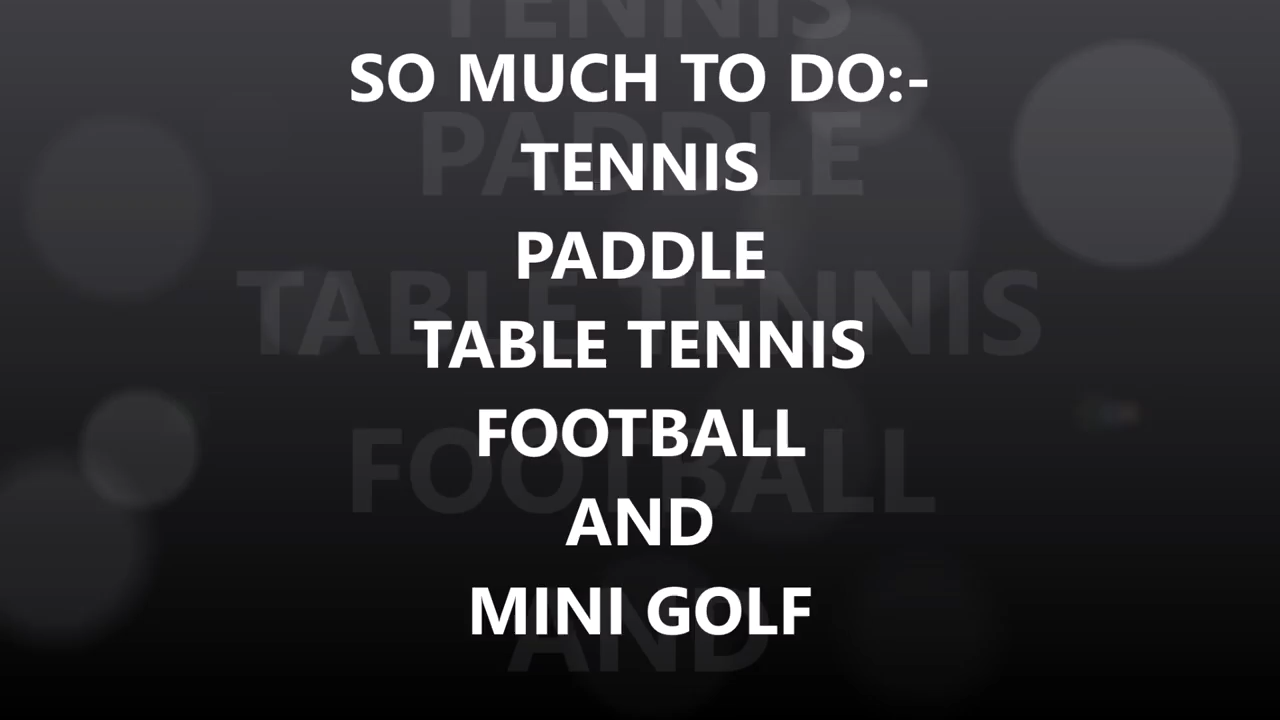 SO MUCH TO DO:-
TENNIS
PADDLE
TABLE TENNIS
FOOTBALL
AND
MINI GOLF